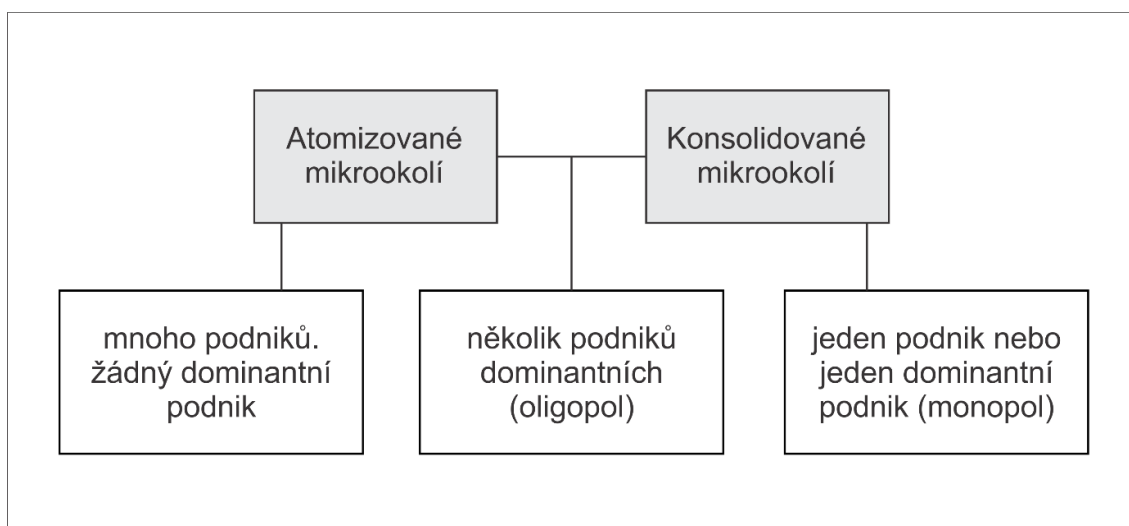 Atomizované
mikrookolí
Konsolidované
mikrookolí
mnoho podniků.
žádný dominantní
podnik
několik podniků
dominantních
(oligopol)
jeden podnik nebo
jeden dominantní
podnik (monopol)